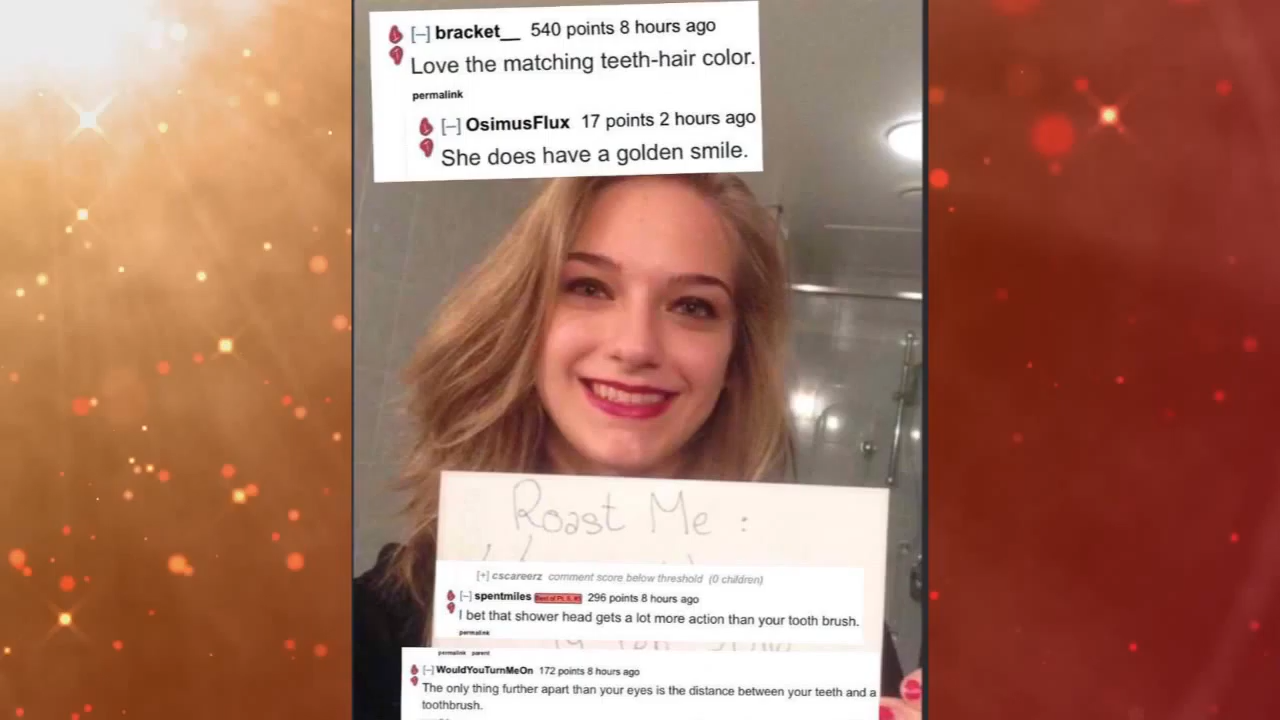 [–] bracket__ 540 points 8 hours ago
Love the matching teeth-hair color.
permalink
[–] OsimusFlux 17 points 2 hours ago
She does have a golden smile.
Roast Me :
[+] cscareerz comment score below threshold (0 children)
[–] spentmiles 296 points 8 hours ago
I bet that shower head gets a lot more action than your tooth brush.
permalink
permalink parent
[–] WouldYouTurnMeOn 172 points 8 hours ago
The only thing further apart than your eyes is the distance between your teeth and a
toothbrush.